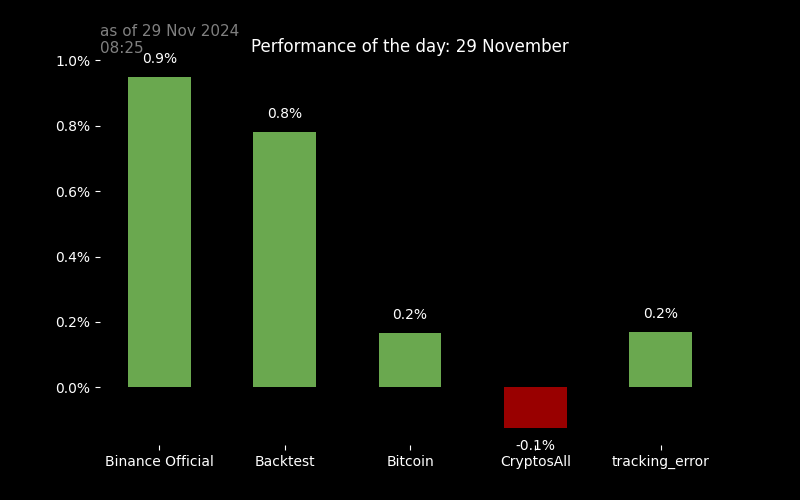 as of 29 Nov 2024
08:25
Performance of the day: 29 November
1.0%
0.8%
0.6%
0.4%
0.2%
0.0%
0.9%
0.8%
0.2%
-0.1%
0.2%
Binance Official
Backtest
Bitcoin
CryptosAll
tracking_error